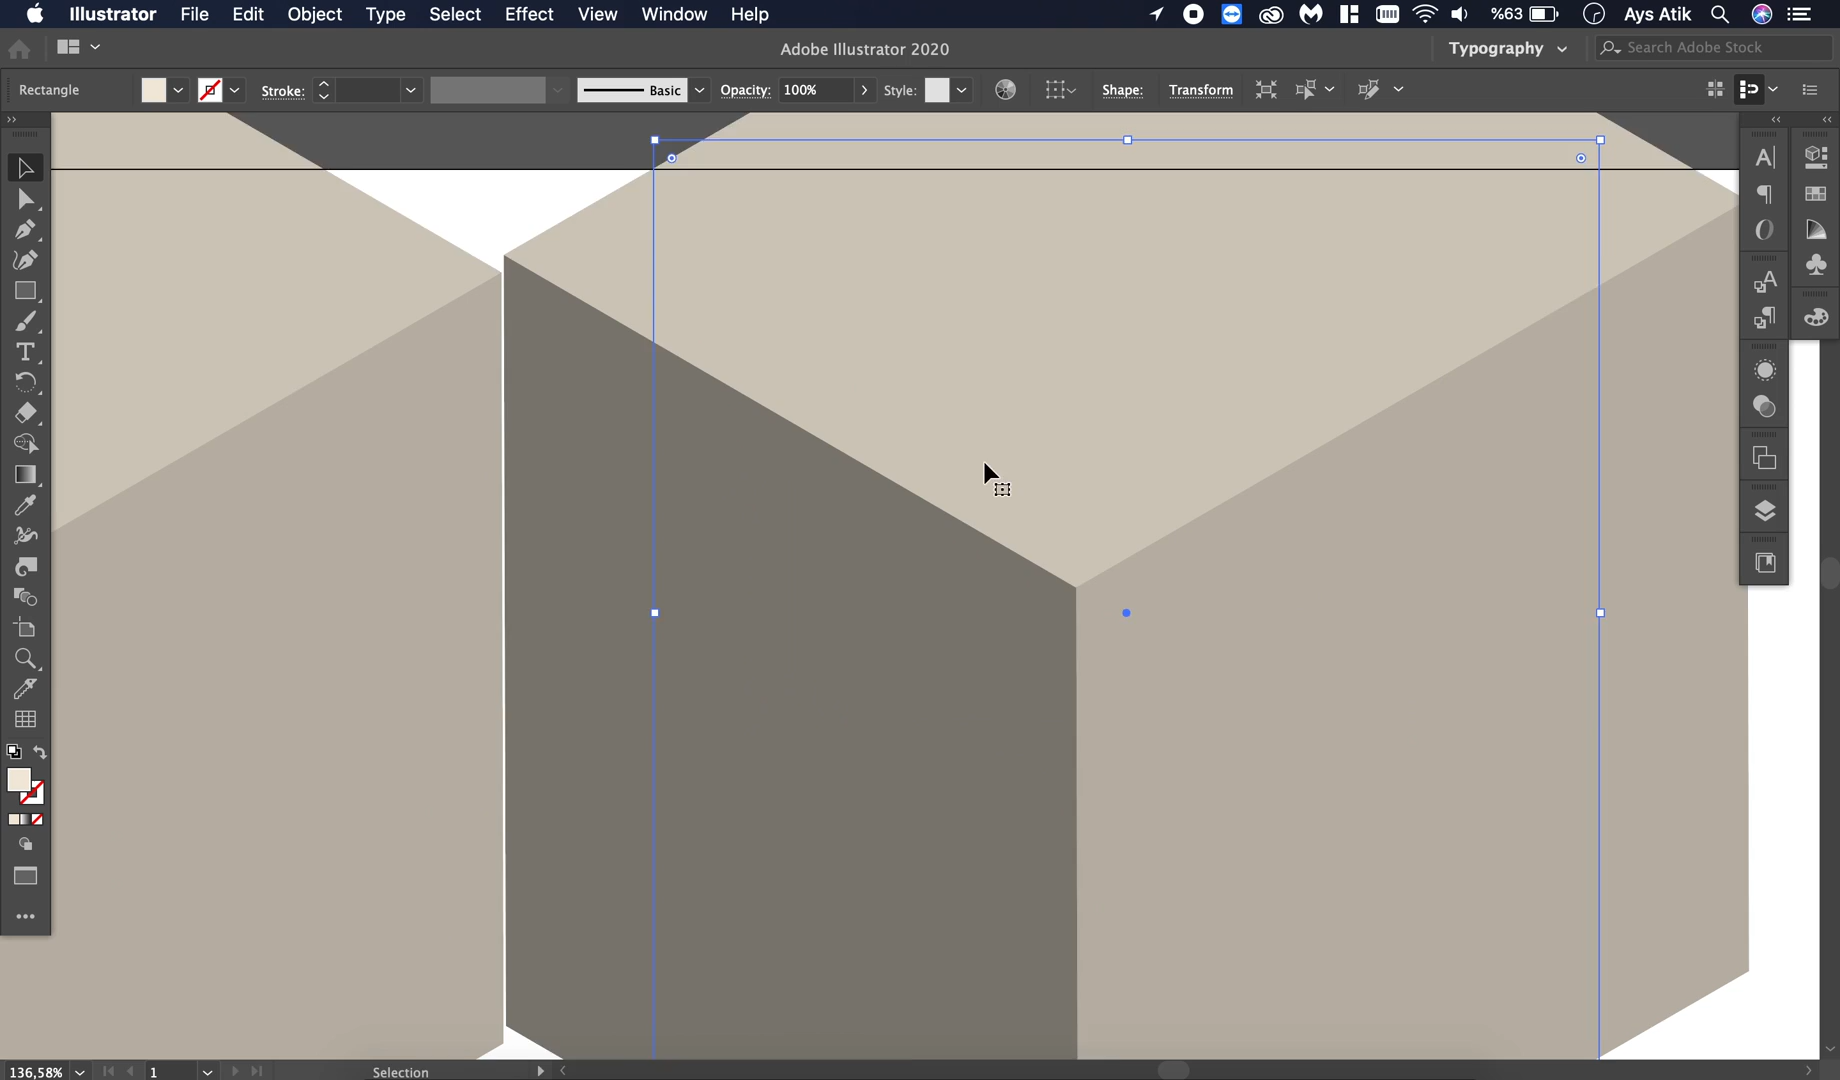 Illustrator File Edit Object Type Select Effect View Window Help %63 Ays Atik
Adobe Illustrator 2020 Typography Search Adobe Stock
Rectangle Stroke: Basic Opacity: 100% Style: Shape: Transform
136,58% 1 Selection